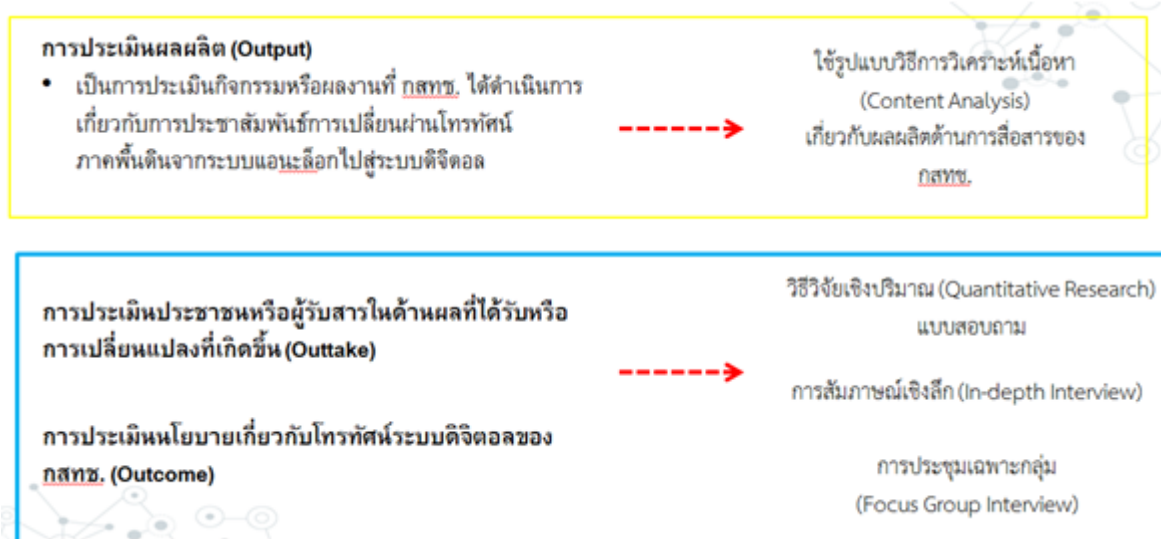 การประเมินผลผลิต (Output)
• เป็นการประเมินกิจกรรมหรือผลงานที่ กสทช. ได้ดำเนินการ
เกี่ยวกับการประชาสัมพันธ์การเปลี่ยนผ่านโทรทัศน์
ภาคพื้นดินจากระบบแอนะล็อกไปสู่ระบบดิจิตอล
ใช้รูปแบบวิธีการวิเคราะห์เนื้อหา
(Content Analysis)
เกี่ยวกับผลผลิตด้านการสื่อสารของ
กสทช.
การประเมินประชาชนหรือผู้รับสารในด้านผลที่ได้รับหรือ
การเปลี่ยนแปลงที่เกิดขึ้น (Outtake)
การประเมินนโยบายเกี่ยวกับโทรทัศน์ระบบดิจิตอลของ
กสทช. (Outcome)
วิธีวิจัยเชิงปริมาณ (Quantitative Research)
แบบสอบถาม
การสัมภาษณ์เชิงลึก (In-depth Interview)
การประชุมเฉพาะกลุ่ม
(Focus Group Interview)